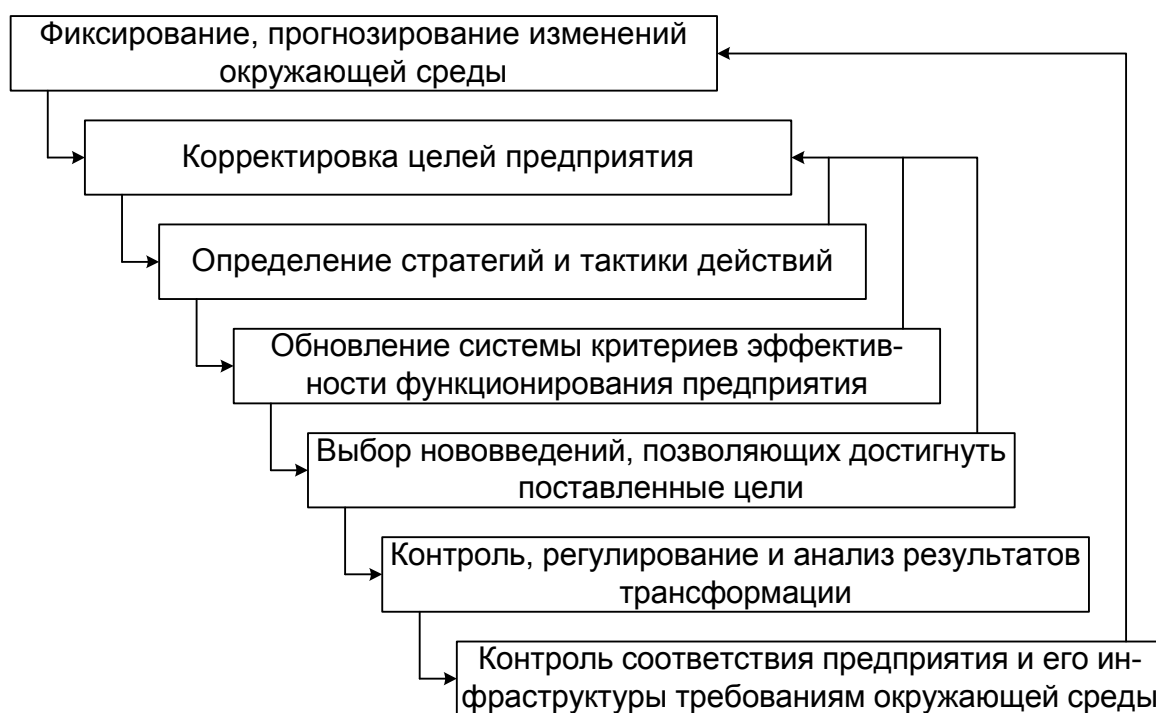 Фиксирование, прогнозирование изменений
окружающей среды
Корректировка целей предприятия
Определение стратегий и тактики действий
Обновление системы критериев эффектив-
ности функционирования предприятия
Выбор нововведений, позволяющих достигнуть
поставленные цели
Контроль, регулирование и анализ результатов
трансформации
Контроль соответствия предприятия и его ин-
фраструктуры требованиям окружающей среды